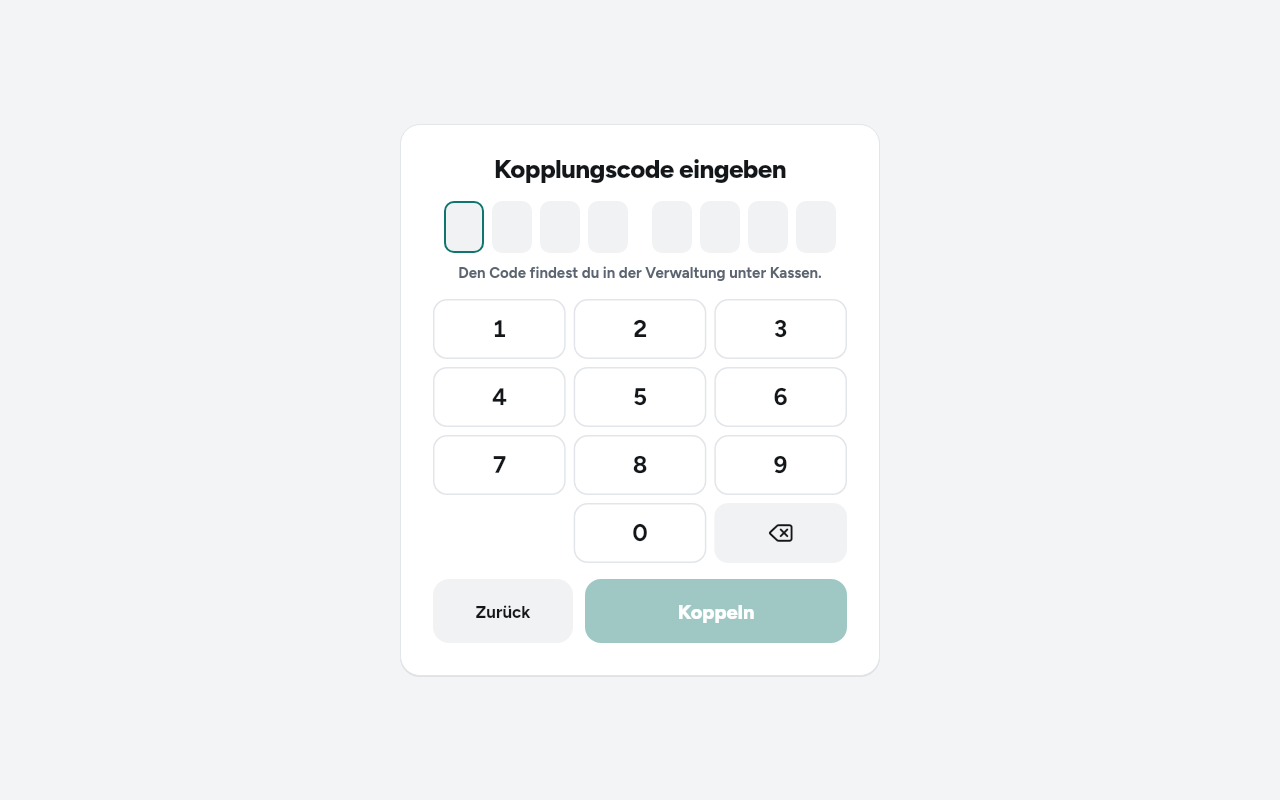 Kopplungscode eingeben
Den Code findest du in der Verwaltung unter Kassen.
1 2 3
4 5 6
7 8 9
0
Zurück Koppeln